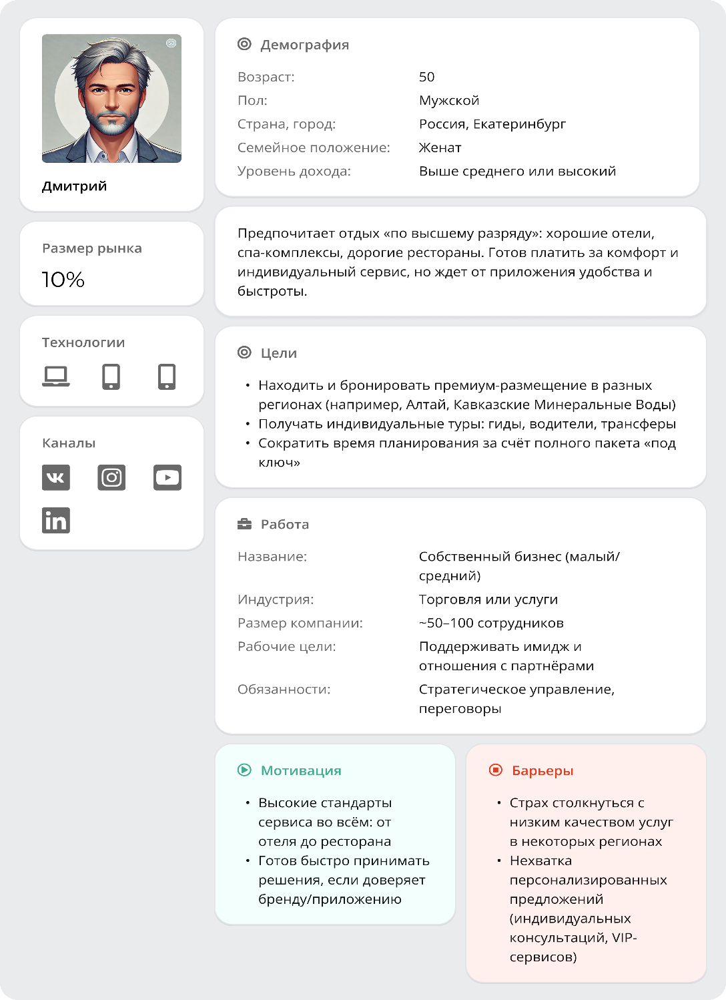 Дмитрий
Размер рынка
10%
Технологии
Каналы
Демография
Возраст: 50
Пол: Мужской
Страна, город: Россия, Екатеринбург
Семейное положение: Женат
Уровень дохода: Выше среднего или высокий
Предпочитает отдых «по высшему разряду»: хорошие отели,
спа-комплексы, дорогие рестораны. Готов платить за комфорт и
индивидуальный сервис, но ждет от приложения удобства и
быстроты.
Цели
• Находить и бронировать премиум-размещение в разных
регионах (например, Алтай, Кавказские Минеральные Воды)
• Получать индивидуальные туры: гиды, водители, трансферы
• Сократить время планирования за счёт полного пакета «под
ключ»
Работа
Название: Собственный бизнес (малый/
средний)
Индустрия: Торговля или услуги
Размер компании: ~50–100 сотрудников
Рабочие цели: Поддерживать имидж и
отношения с партнёрами
Обязанности: Стратегическое управление,
переговоры
Мотивация
• Высокие стандарты
сервиса во всём: от
отеля до ресторана
• Готов быстро принимать
решения, если доверяет
бренду/приложению
Барьеры
• Страх столкнуться с
низким качеством услуг
в некоторых регионах
• Нехватка
персонализированных
предложений
(индивидуальных
консультаций, VIP-
сервисов)